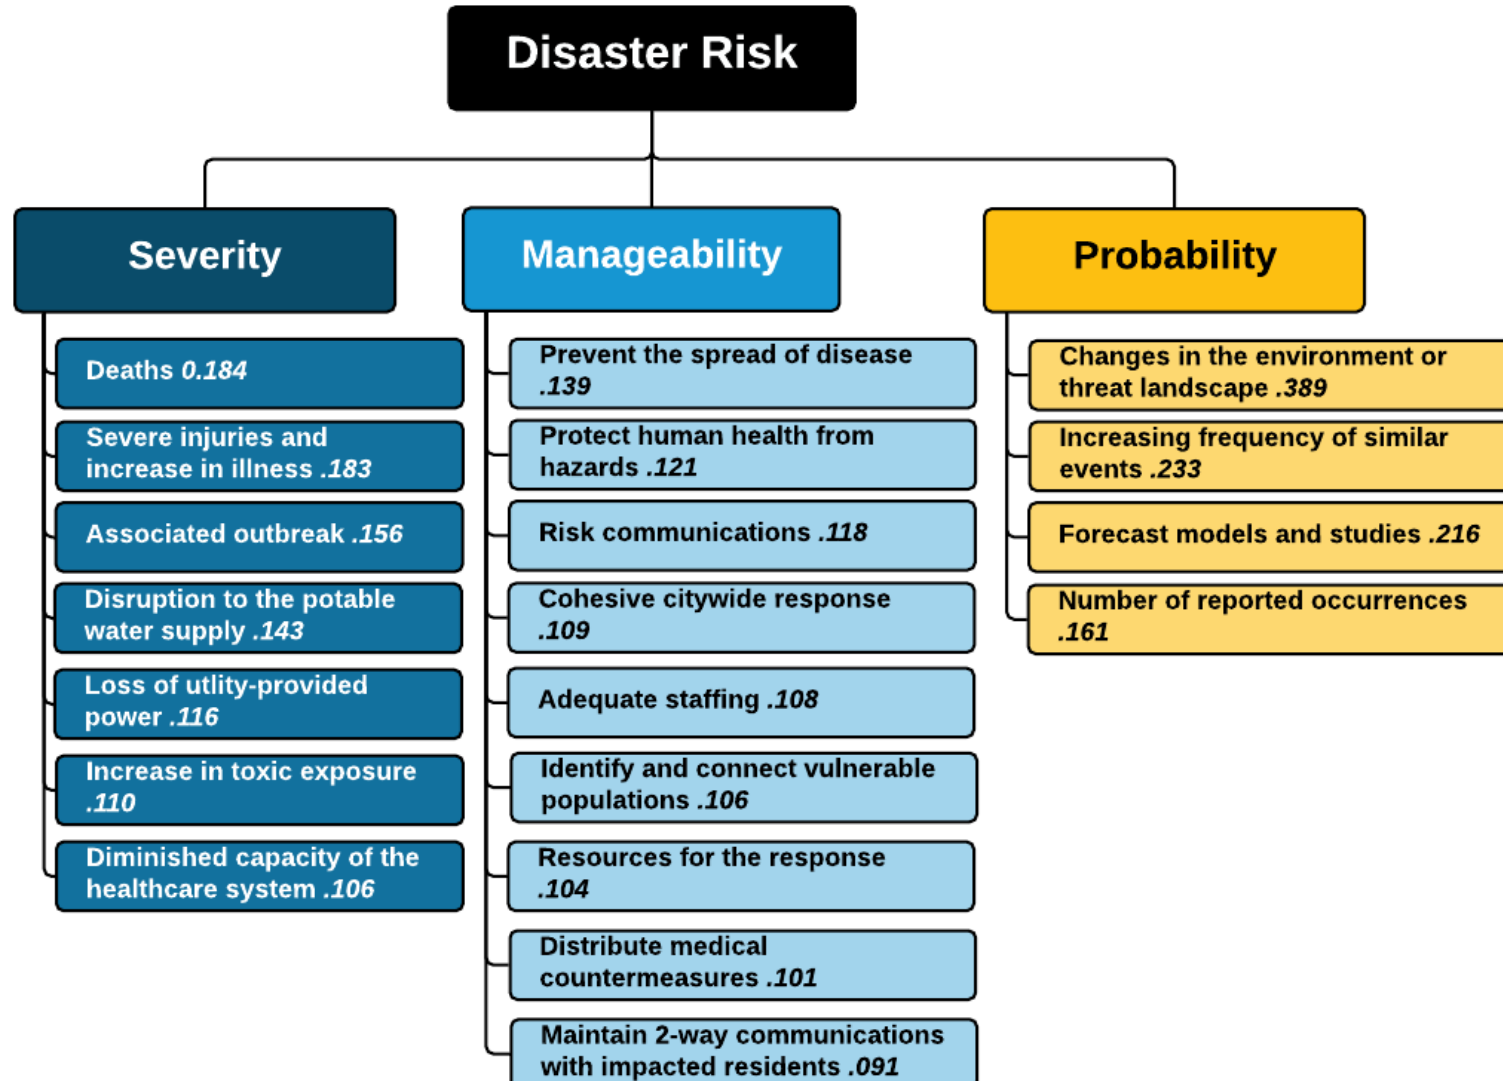 Disaster Risk
Severity
Manageability
Probability
Deaths 0.184
Severe injuries and
increase in illness .183
Associated outbreak .156
Disruption to the potable
water supply .143
Loss of utlity-provided
power .116
Increase in toxic exposure
.110
Diminished capacity of the
healthcare system .106
Prevent the spread of disease
.139
Protect human health from
hazards .121
Risk communications .118
Cohesive citywide response
.109
Adequate staffing .108
Identify and connect vulnerable
populations .106
Resources for the response
.104
Distribute medical
countermeasures .101
Maintain 2-way communications
with impacted residents .091
Changes in the environment or
threat landscape .389
Increasing frequency of similar
events .233
Forecast models and studies .216
Number of reported occurrences
.161